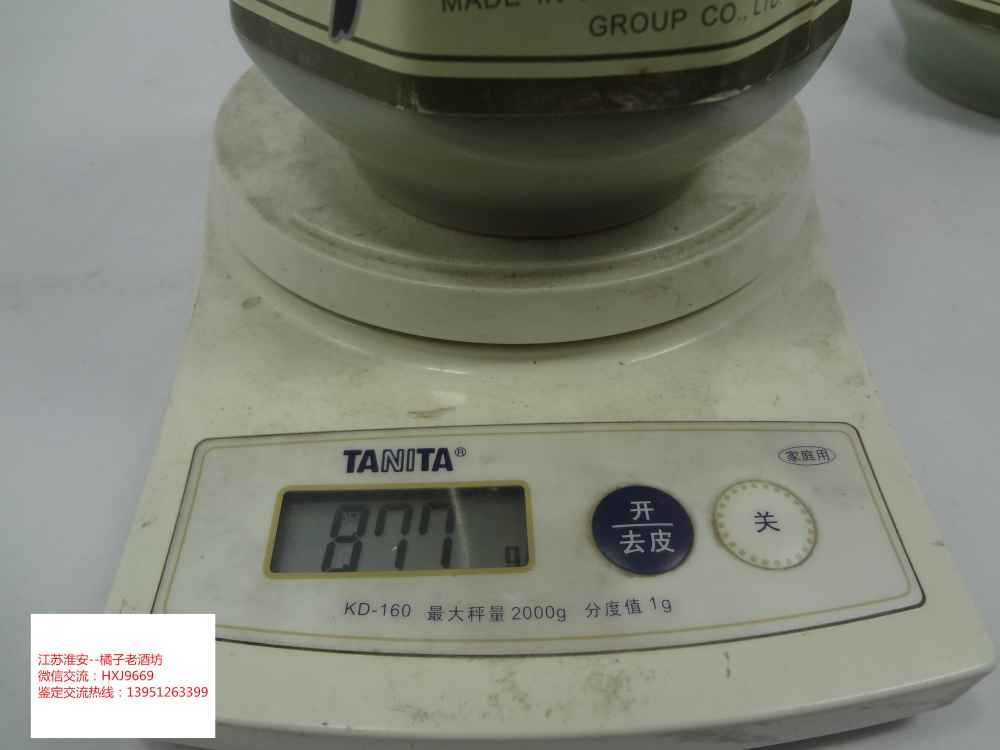 MADE IN
GROUP CO., LTD.
TANITA®
家庭用
877 g
开
去皮
关
KD-160 最大秤量 2000g 分度值 1g
江苏淮安--橘子老酒坊
微信交流：HXJ9669
鉴定交流热线：13951263399